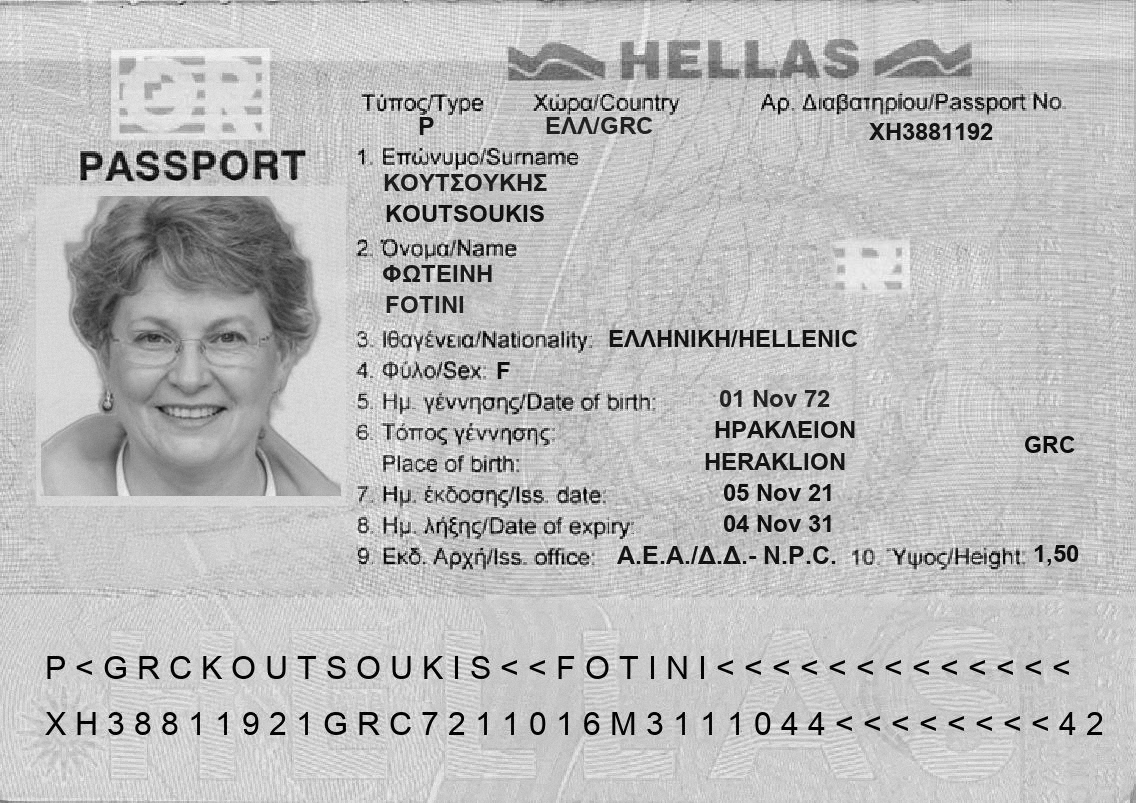 GR
HELLAS
Τύπος/Type Χώρα/Country Αρ. Διαβατηρίου/Passport No.
P ΕΛΛ/GRC XH3881192
PASSPORT
1. Επώνυμο/Surname
ΚΟΥΤΣΟΥΚΗΣ
KOUTSOUKIS
2. Όνομα/Name
ΦΩΤΕΙΝΗ
GR
FOTINI
3. Ιθαγένεια/Nationality: ΕΛΛΗΝΙΚΗ/HELLENIC
4. Φύλο/Sex: F
5. Ημ. γέννησης/Date of birth: 01 Nov 72
6. Τόπος γέννησης: ΗΡΑΚΛΕΙΟΝ
GRC
Place of birth: HERAKLION
7. Ημ. έκδοσης/Iss. date: 05 Nov 21
8. Ημ. λήξης/Date of expiry: 04 Nov 31
9 Εκδ. Αρχή/Iss. office: Α.Ε.Α./Δ.Δ.- N.P.C. 10. Ύψος/Height: 1,50
HELLAS
P<GRCKOUTSOUKIS<<FOTINI<<<<<<<<<<<<<
XH38811921GRC7211016M3111044<<<<<<<<42